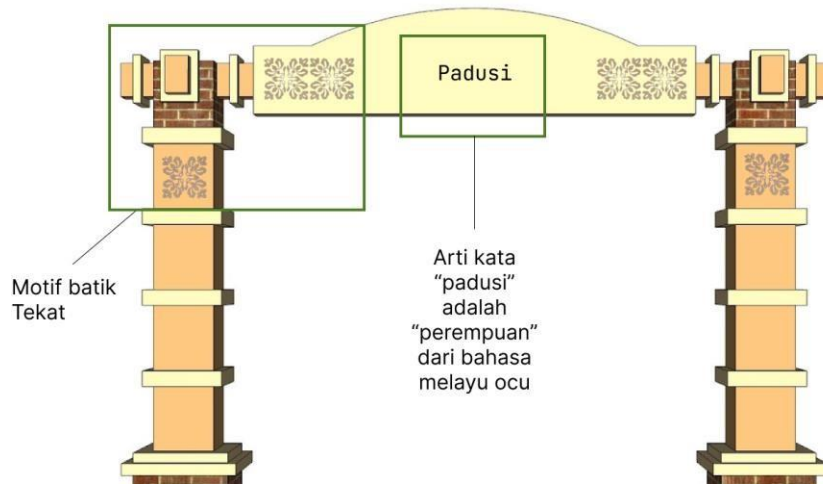 Padusi
Motif batik
Tekat
Arti kata
“padusi”
adalah
“perempuan”
dari bahasa
melayu ocu